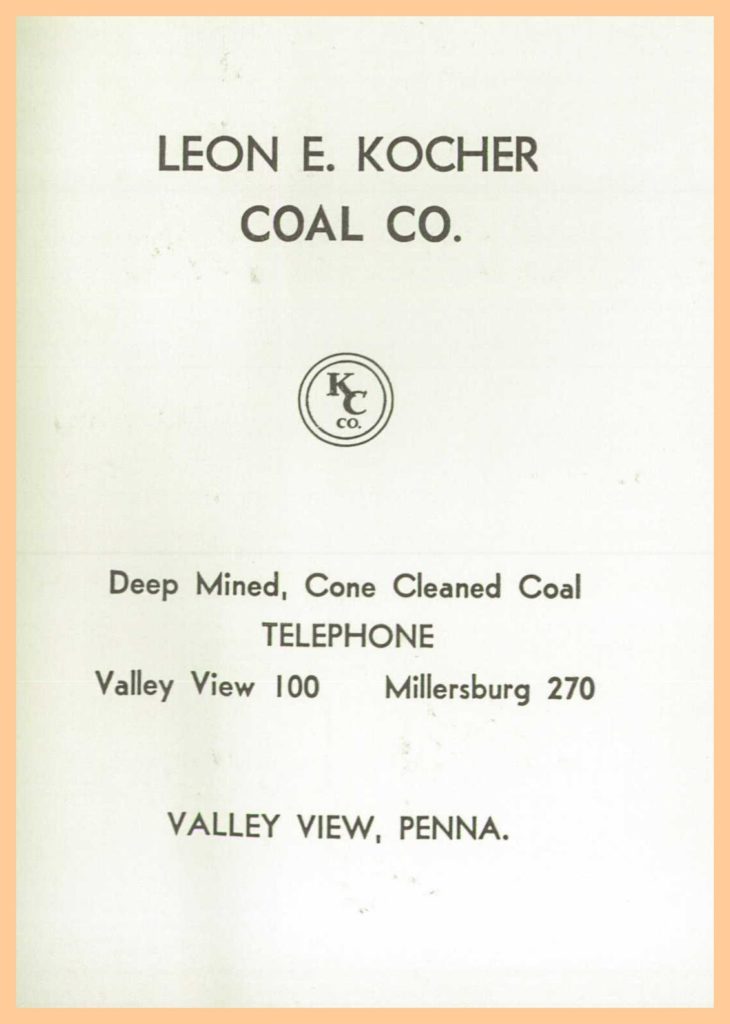 LEON E. KOCHER
COAL CO.
KC
CO.
Deep Mined, Cone Cleaned Coal
TELEPHONE
Valley View 100 Millersburg 270
VALLEY VIEW, PENNA.